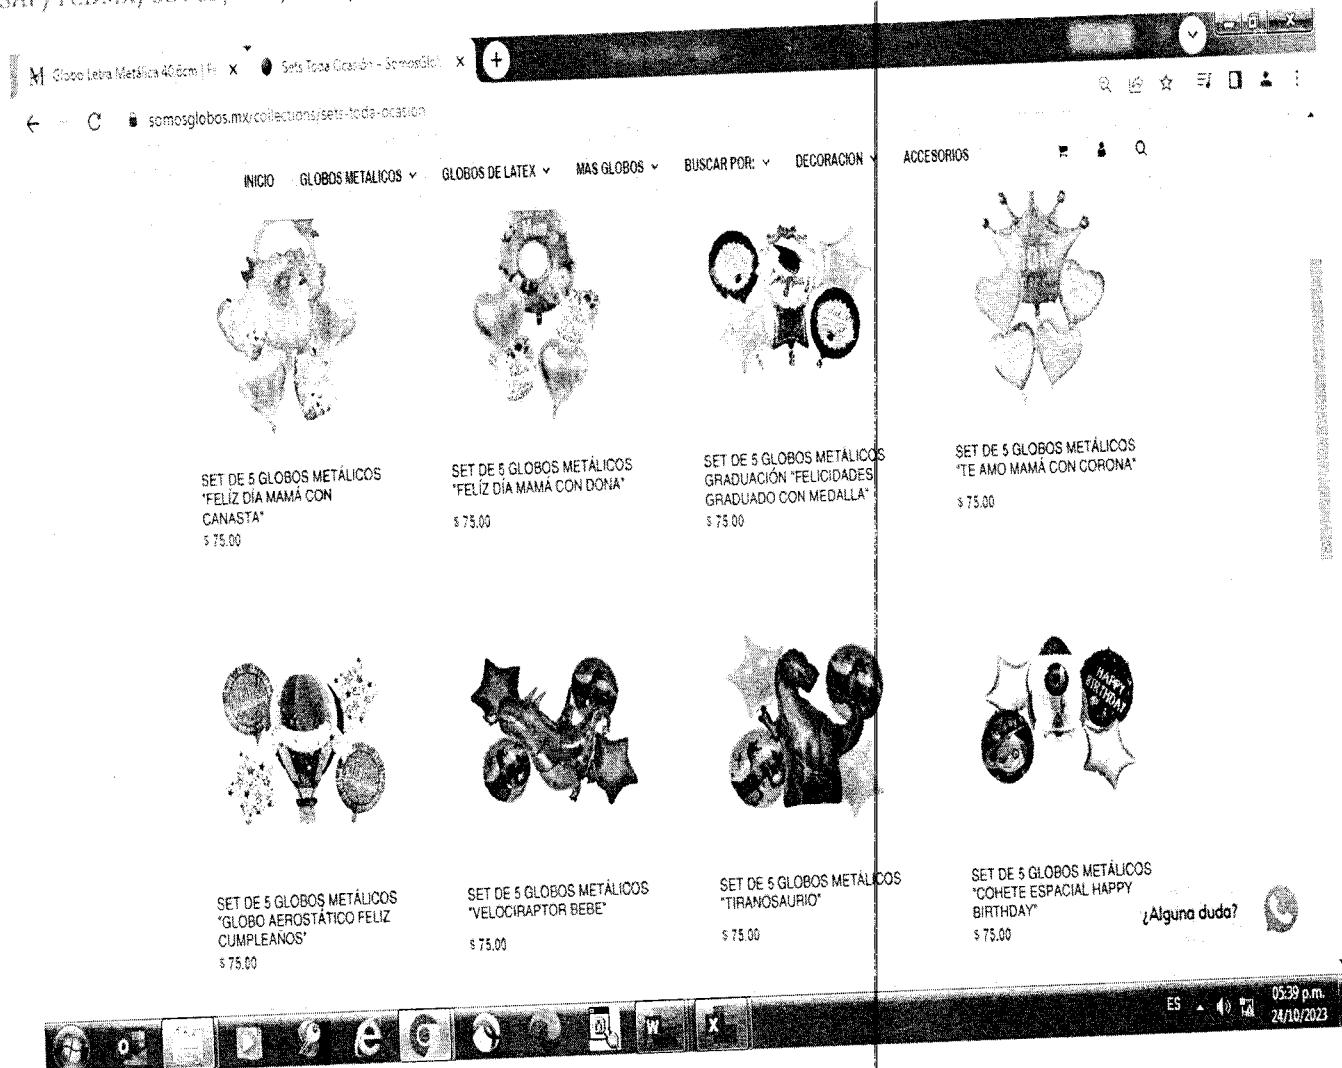 Globo Letra Metálica 40.6cm | Fe
Sets Toda Ocasión – SomosGlob
somosglobos.mx/collections/sets-toda-ocasion
INICIO GLOBOS METALICOS GLOBOS DE LATEX MAS GLOBOS BUSCAR POR: DECORACION ACCESORIOS
SET DE 5 GLOBOS METÁLICOS
"FELÍZ DÍA MAMÁ CON
CANASTA"
$ 75.00
SET DE 5 GLOBOS METÁLICOS
"FELÍZ DÍA MAMÁ CON DONA"
$ 75.00
SET DE 5 GLOBOS METÁLICOS
GRADUACIÓN "FELICIDADES
GRADUADO CON MEDALLA"
$ 75.00
SET DE 5 GLOBOS METÁLICOS
"TE AMO MAMÁ CON CORONA"
$ 75.00
HAPPY
BIRTHDAY
SET DE 5 GLOBOS METÁLICOS
"GLOBO AEROSTÁTICO FELIZ
CUMPLEAÑOS"
$ 75.00
SET DE 5 GLOBOS METÁLICOS
"VELOCIRAPTOR BEBE"
$ 75.00
SET DE 5 GLOBOS METÁLICOS
"TIRANOSAURIO"
$ 75.00
SET DE 5 GLOBOS METÁLICOS
"COHETE ESPACIAL HAPPY
BIRTHDAY"
$ 75.00
¿Alguna duda?
ES
05:39 p.m.
24/10/2023